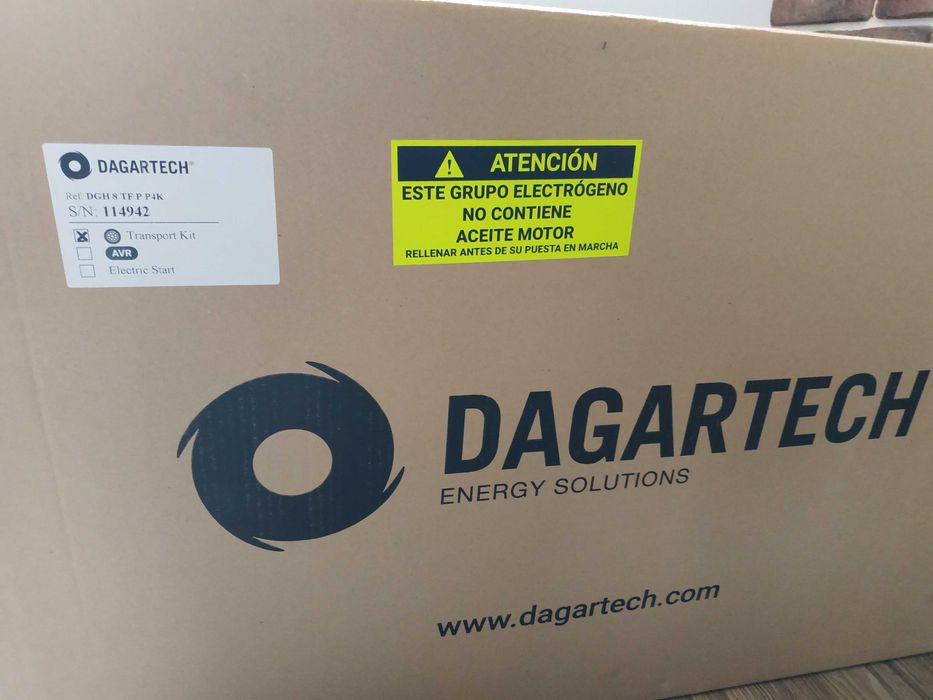 DAGARTECH®
Ref: DGH 8 TF P P4K
S/N: 114942
Transport Kit
AVR
Electric Start
ATENCIÓN
ESTE GRUPO ELECTRÓGENO
NO CONTIENE
ACEITE MOTOR
RELLENAR ANTES DE SU PUESTA EN MARCHA
DAGARTECH
ENERGY SOLUTIONS
www.dagartech.com